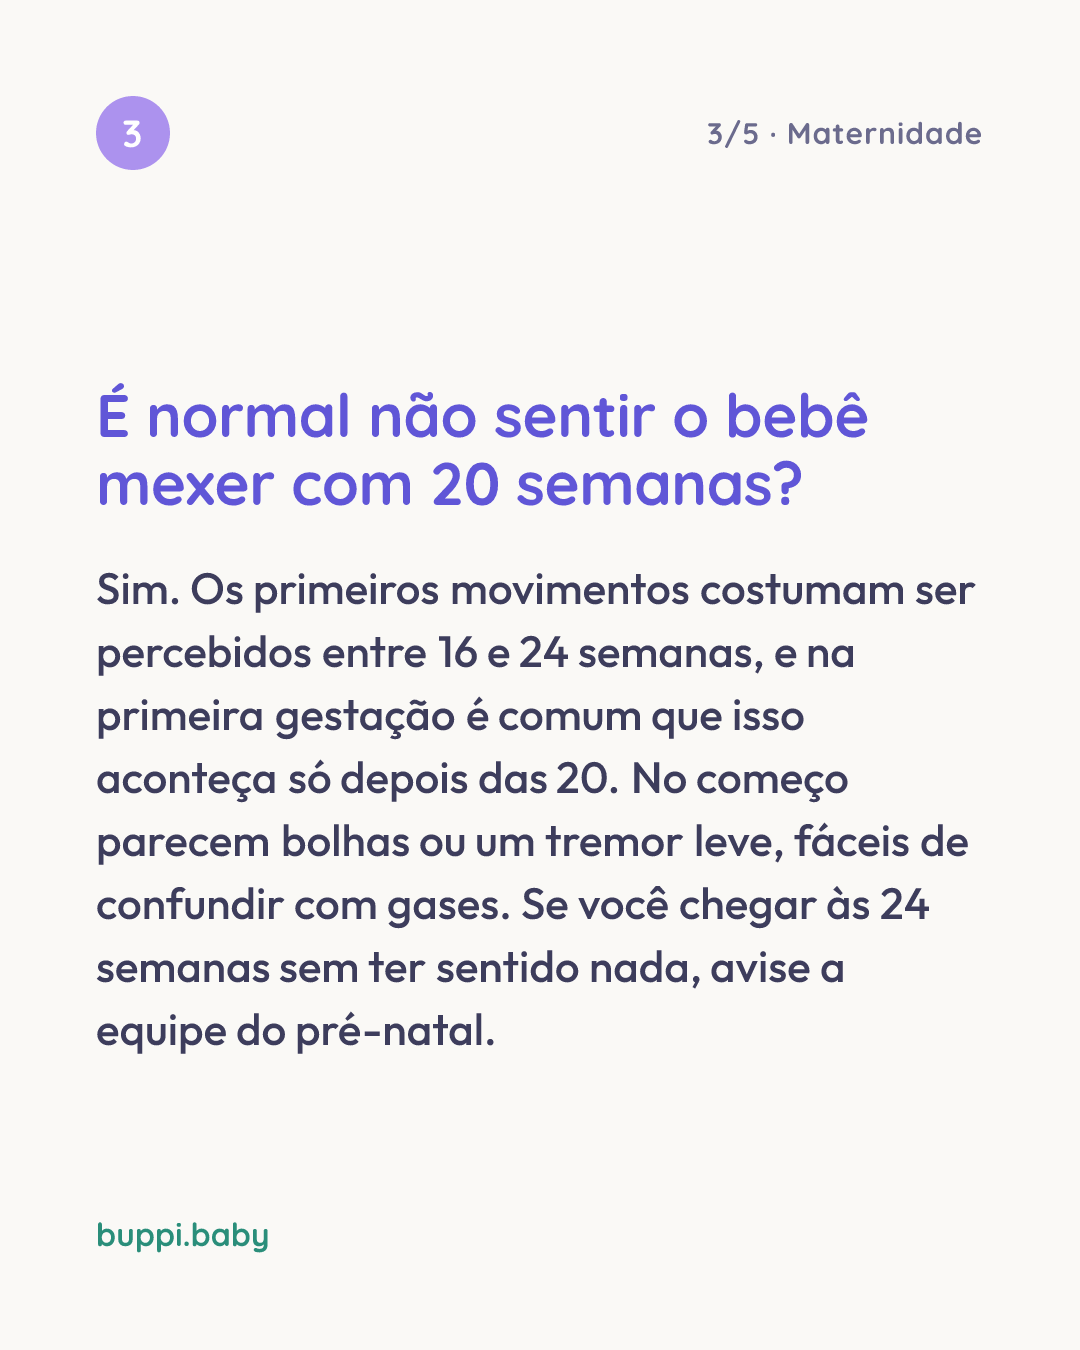 3
3/5 · Maternidade
É normal não sentir o bebê
mexer com 20 semanas?
Sim. Os primeiros movimentos costumam ser
percebidos entre 16 e 24 semanas, e na
primeira gestação é comum que isso
aconteça só depois das 20. No começo
parecem bolhas ou um tremor leve, fáceis de
confundir com gases. Se você chegar às 24
semanas sem ter sentido nada, avise a
equipe do pré-natal.
buppi.baby